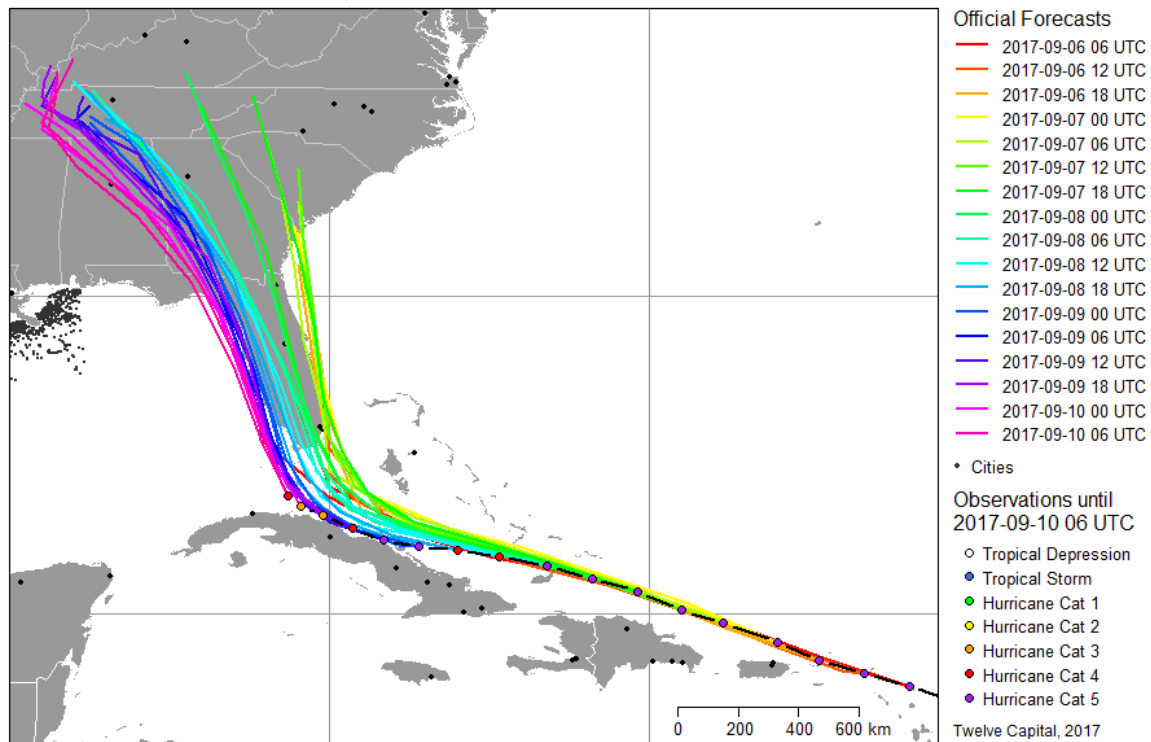 Official Forecasts
2017-09-06 06 UTC
2017-09-06 12 UTC
2017-09-06 18 UTC
2017-09-07 00 UTC
2017-09-07 06 UTC
2017-09-07 12 UTC
2017-09-07 18 UTC
2017-09-08 00 UTC
2017-09-08 06 UTC
2017-09-08 12 UTC
2017-09-08 18 UTC
2017-09-09 00 UTC
2017-09-09 06 UTC
2017-09-09 12 UTC
2017-09-09 18 UTC
2017-09-10 00 UTC
2017-09-10 06 UTC
Cities
Observations until
2017-09-10 06 UTC
Tropical Depression
Tropical Storm
Hurricane Cat 1
Hurricane Cat 2
Hurricane Cat 3
Hurricane Cat 4
Hurricane Cat 5
0 200 400 600 km
Twelve Capital, 2017